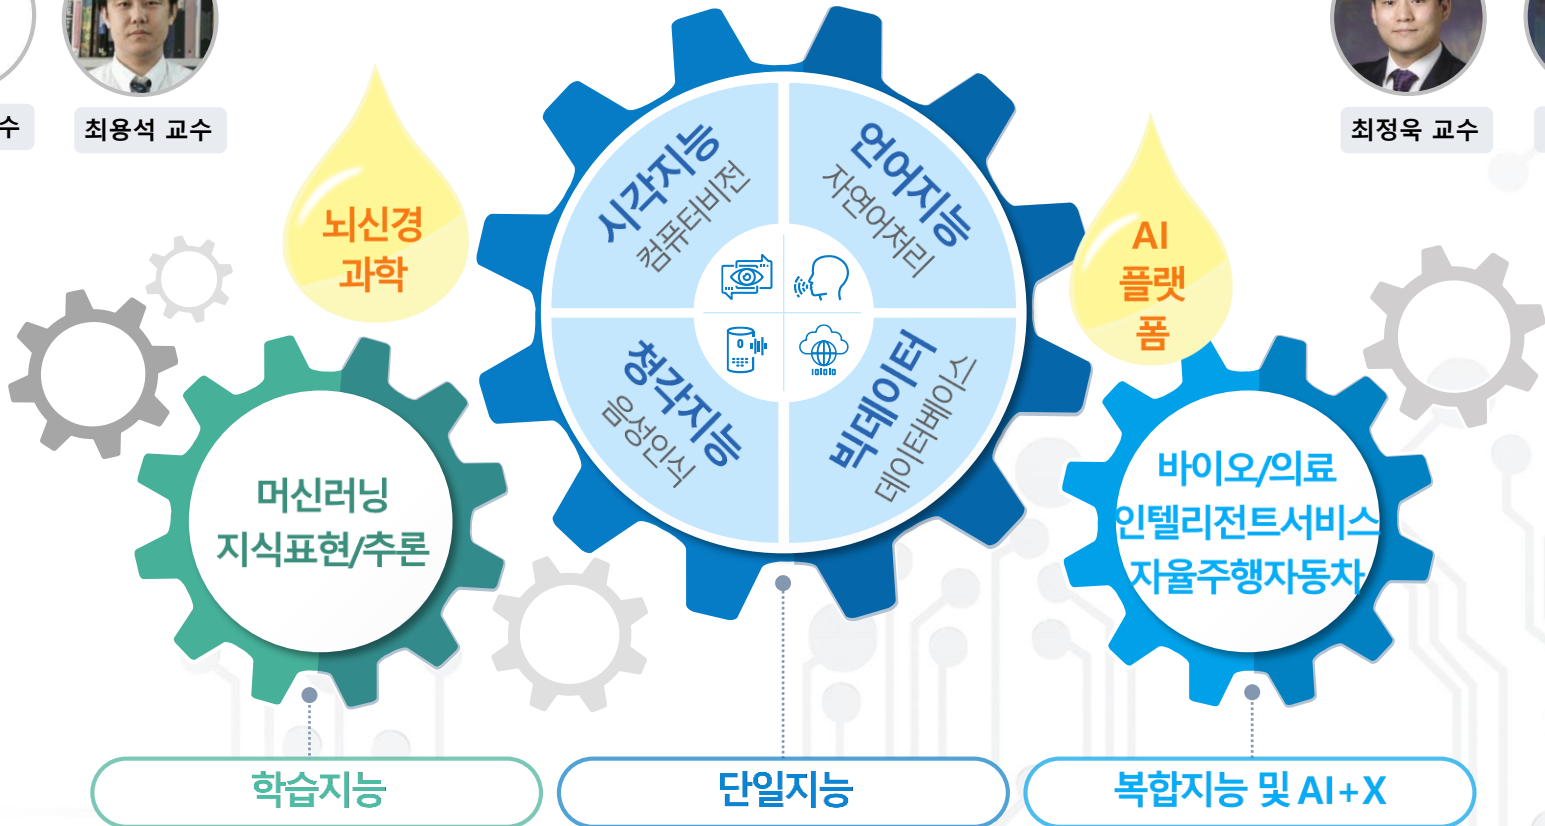 수
최용석 교수
최정욱 교수
뇌신경
과학
시각지능
컴퓨터비전
언어지능
자연어처리
AI
플랫
폼
청각지능
음성인식
빅데이터
데이터베이스
머신러닝
지식표현/추론
바이오/의료
인텔리전트서비스
자율주행자동차
학습지능
단일지능
복합지능 및 AI+X